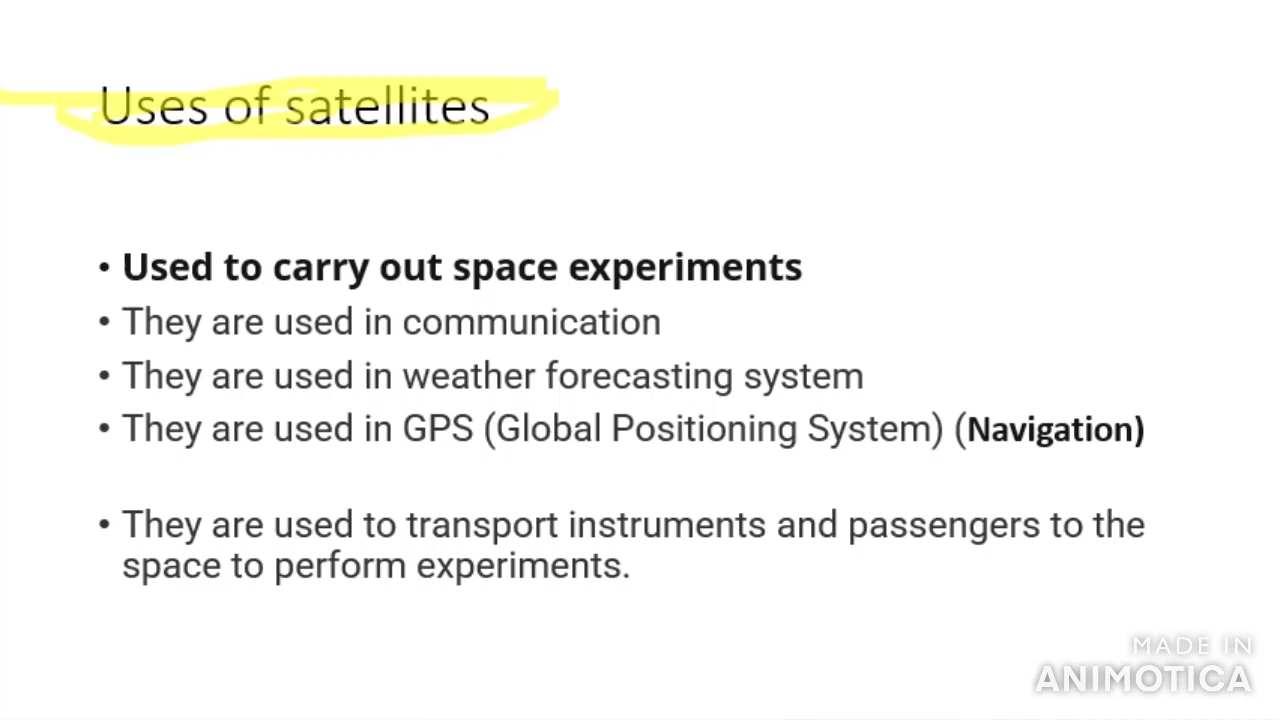 Uses of satellites
• Used to carry out space experiments
• They are used in communication
• They are used in weather forecasting system
• They are used in GPS (Global Positioning System) (Navigation)
• They are used to transport instruments and passengers to the
space to perform experiments.
MADE IN
ANIMOTICA